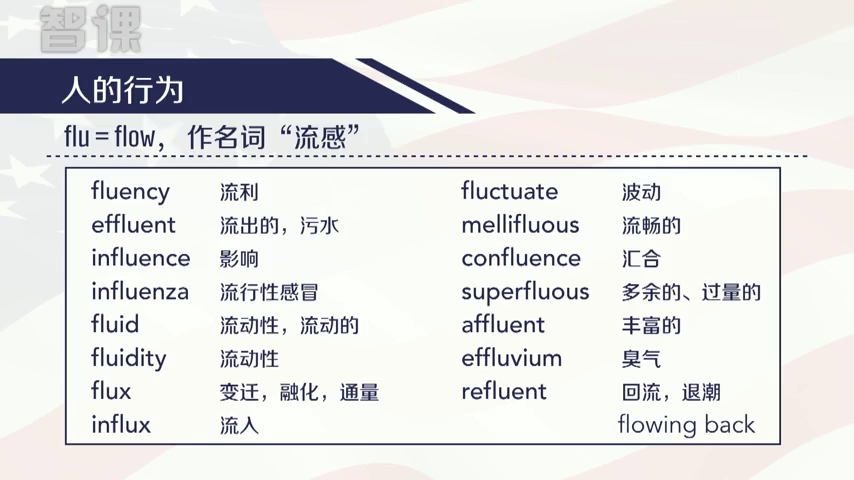 智课
人的行为
flu = flow， 作名词“流感”
fluency 流利 fluctuate 波动
effluent 流出的，污水 mellifluous 流畅的
influence 影响 confluence 汇合
influenza 流行性感冒 superfluous 多余的、过量的
fluid 流动性，流动的 affluent 丰富的
fluidity 流动性 effluvium 臭气
flux 变迁，融化，通量 refluent 回流，退潮
influx 流入 flowing back